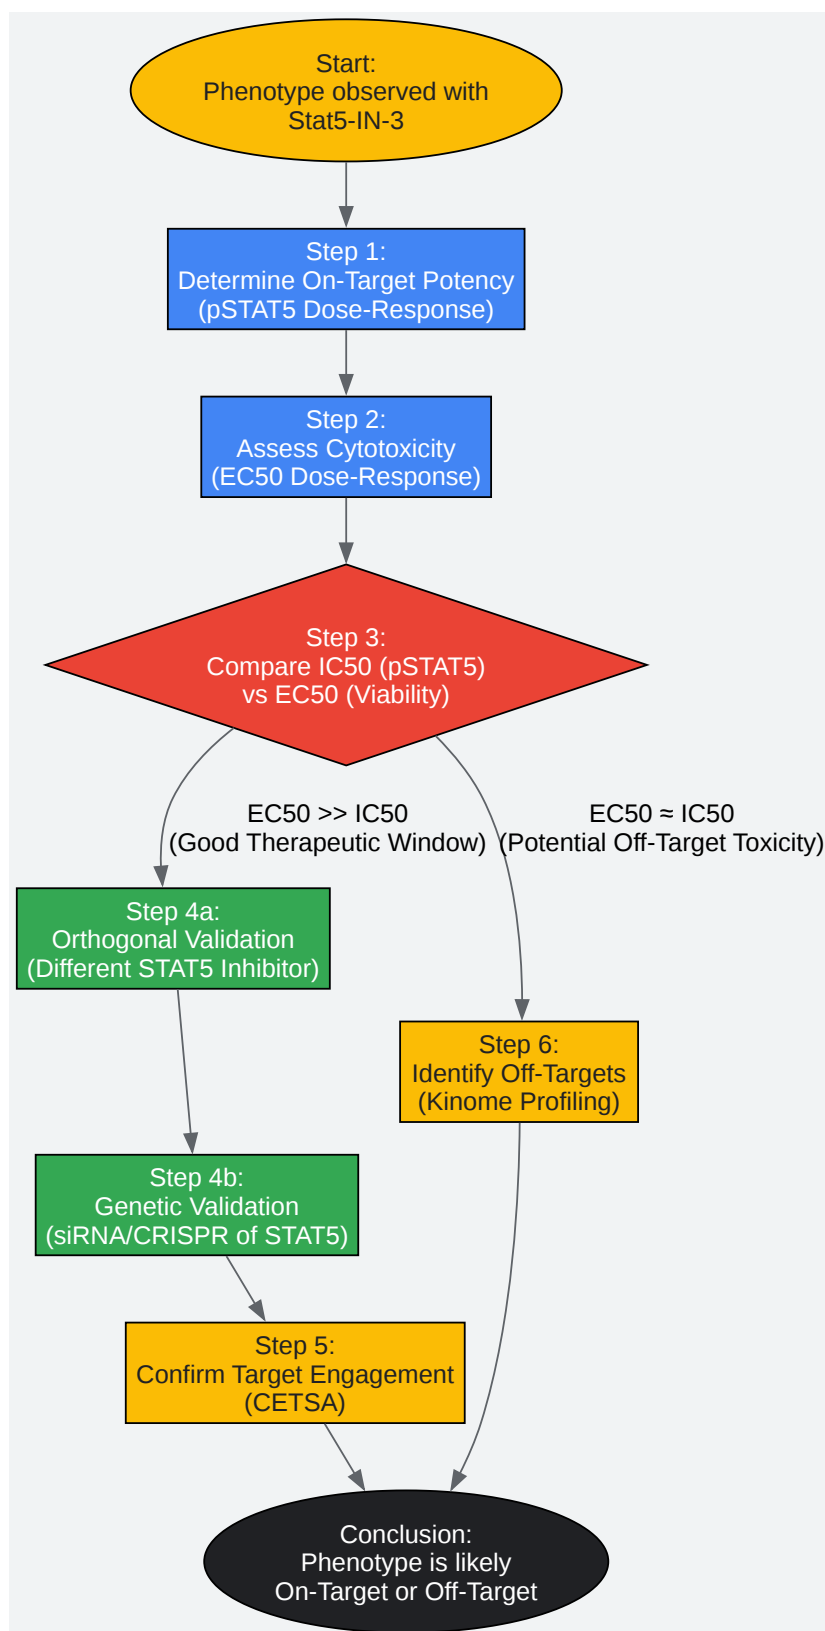 Start:
Phenotype observed with
Stat5-IN-3
Step 1:
Determine On-Target Potency
(pSTAT5 Dose-Response)
Step 2:
Assess Cytotoxicity
(EC50 Dose-Response)
Step 3:
Compare IC50 (pSTAT5)
vs EC50 (Viability)
EC50 >> IC50
(Good Therapeutic Window)
EC50 ≈ IC50
(Potential Off-Target Toxicity)
Step 4a:
Orthogonal Validation
(Different STAT5 Inhibitor)
Step 6:
Identify Off-Targets
(Kinome Profiling)
Step 4b:
Genetic Validation
(siRNA/CRISPR of STAT5)
Step 5:
Confirm Target Engagement
(CETSA)
Conclusion:
Phenotype is likely
On-Target or Off-Target